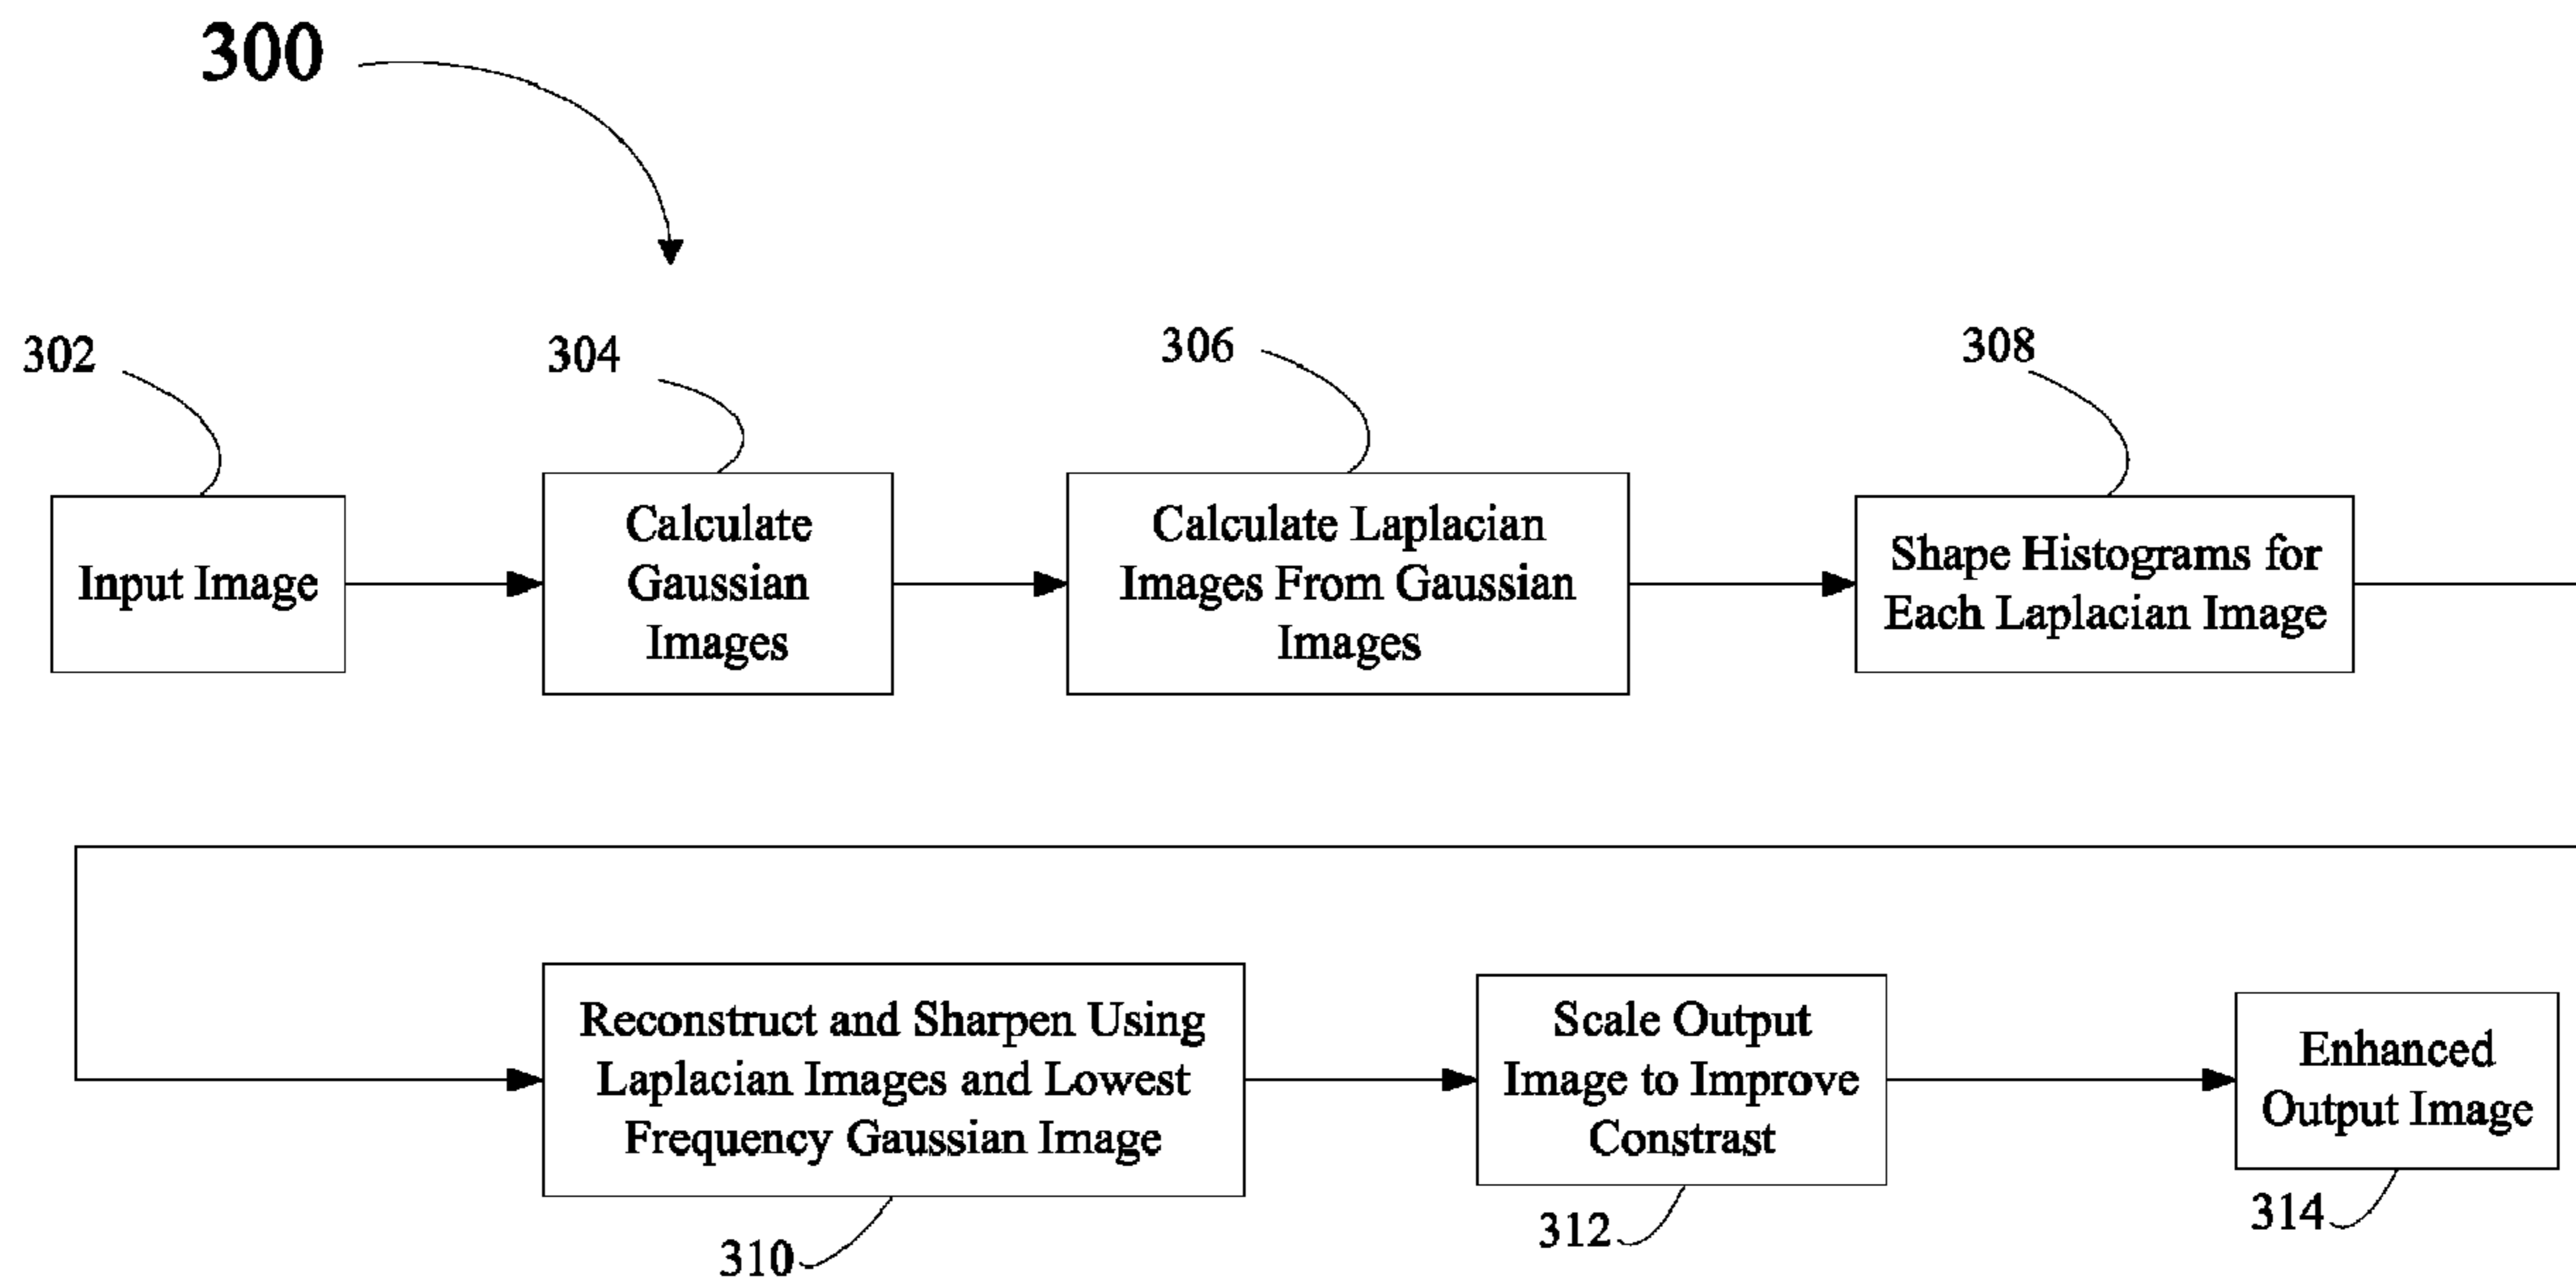 300
302
304
306
308
Input Image
Calculate
Gaussian
Images
Calculate Laplacian
Images From Gaussian
Images
Shape Histograms for
Each Laplacian Image
Reconstruct and Sharpen Using
Laplacian Images and Lowest
Frequency Gaussian Image
Scale Output
Image to Improve
Constrast
Enhanced
Output Image
310
312
314